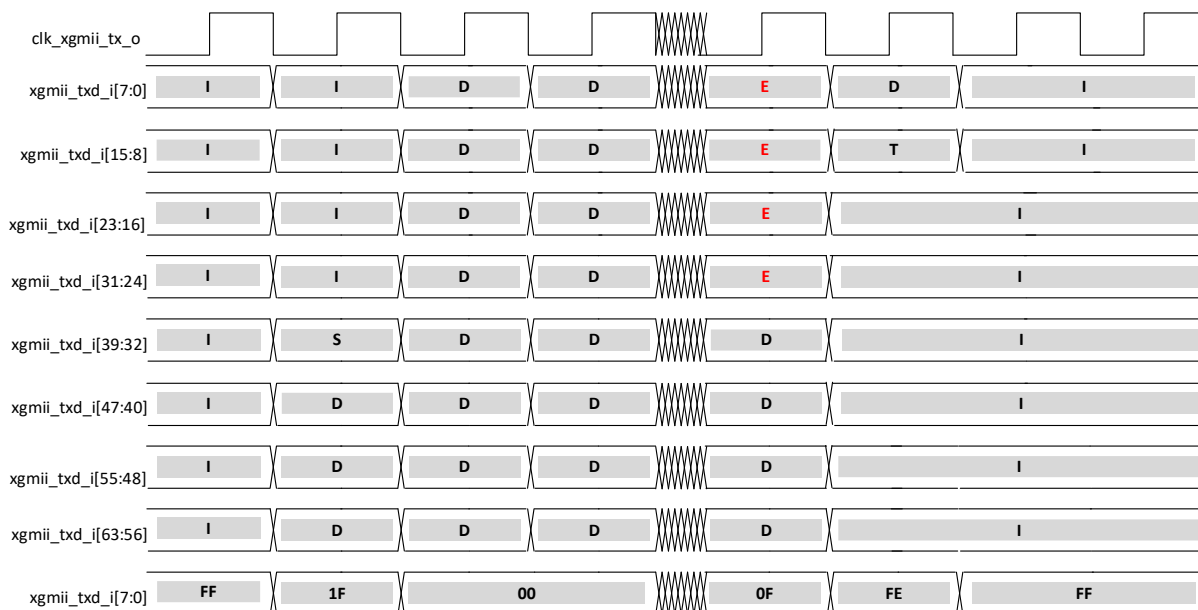 clk_xgmii_tx_o
xgmii_txd_i[7:0] I I D D E D I
xgmii_txd_i[15:8] I I D D E T I
xgmii_txd_i[23:16] I I D D E I
xgmii_txd_i[31:24] I I D D E I
xgmii_txd_i[39:32] I S D D D I
xgmii_txd_i[47:40] I D D D D I
xgmii_txd_i[55:48] I D D D D I
xgmii_txd_i[63:56] I D D D D I
xgmii_txd_i[7:0] FF 1F 00 0F FE FF